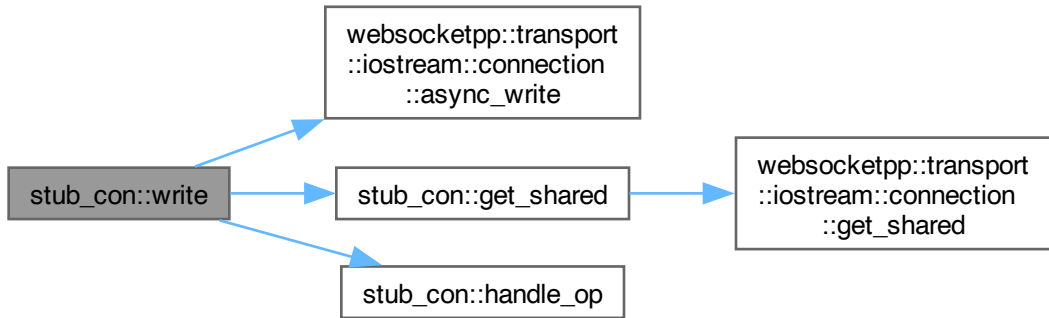 websocketpp::transport
::iostream::connection
::async_write
stub_con::write
stub_con::get_shared
websocketpp::transport
::iostream::connection
::get_shared
stub_con::handle_op